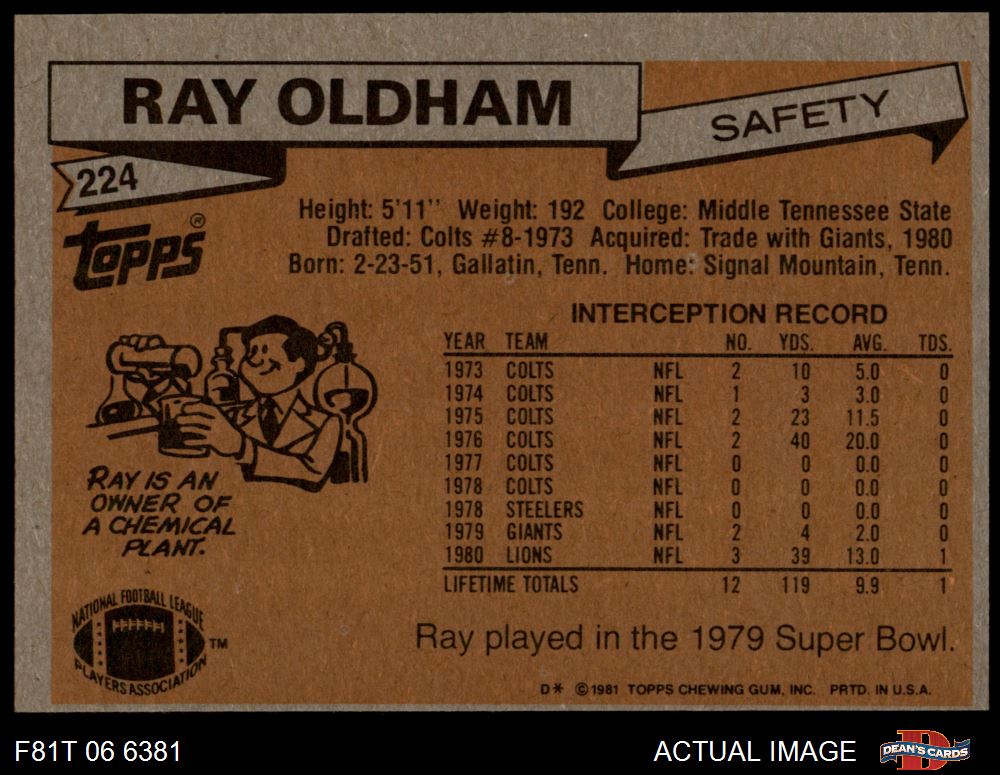 RAY OLDHAM
SAFETY
224
TOPPS®
Height: 5'11'' Weight: 192 College: Middle Tennessee State
Drafted: Colts #8-1973 Acquired: Trade with Giants, 1980
Born: 2-23-51, Gallatin, Tenn. Home: Signal Mountain, Tenn.
INTERCEPTION RECORD
YEAR TEAM NO. YDS. AVG. TDS.
1973 COLTS NFL 2 10 5.0 0
1974 COLTS NFL 1 3 3.0 0
1975 COLTS NFL 2 23 11.5 0
1976 COLTS NFL 2 40 20.0 0
1977 COLTS NFL 0 0 0.0 0
1978 COLTS NFL 0 0 0.0 0
1978 STEELERS NFL 0 0 0.0 0
1979 GIANTS NFL 2 4 2.0 0
1980 LIONS NFL 3 39 13.0 1
LIFETIME TOTALS 12 119 9.9 1
RAY IS AN
OWNER OF
A CHEMICAL
PLANT.
NATIONAL FOOTBALL LEAGUE
PLAYERS ASSOCIATION
TM
Ray played in the 1979 Super Bowl.
D* ©1981 TOPPS CHEWING GUM, INC. PRTD. IN U.S.A.
F81T 06 6381
ACTUAL IMAGE
D
DEAN'S CARDS